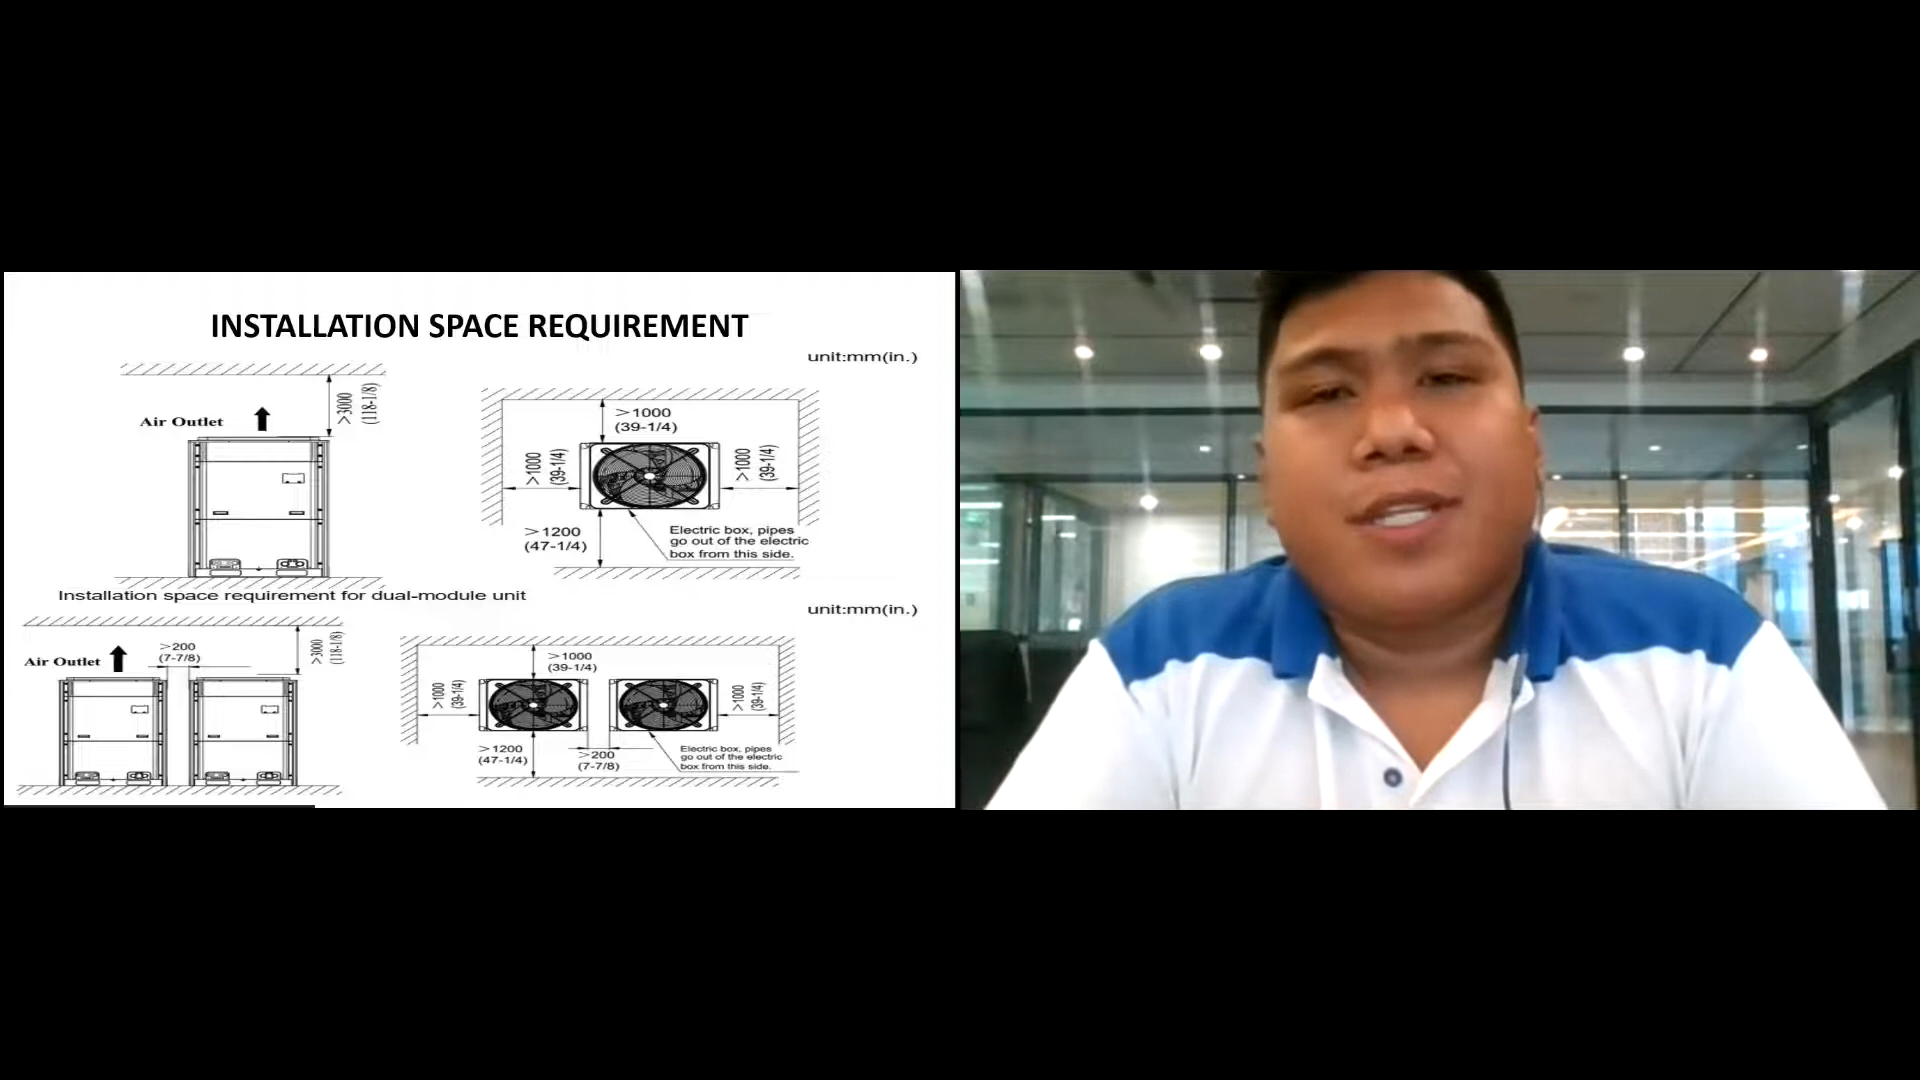 INSTALLATION SPACE REQUIREMENT
unit:mm(in.)
>3000
(118-1/8)
Air Outlet
>1000
(39-1/4)
>1000
(39-1/4)
>1000
(39-1/4)
>1200
(47-1/4)
Electric box, pipes
go out of the electric
box from this side.
Installation space requirement for dual-module unit
unit:mm(in.)
>200
(7-7/8)
>3000
(118-1/8)
Air Outlet
>1000
(39-1/4)
>1000
(39-1/4)
>1000
(39-1/4)
>1200
(47-1/4)
>200
(7-7/8)
Electric box, pipes
go out of the electric
box from this side.